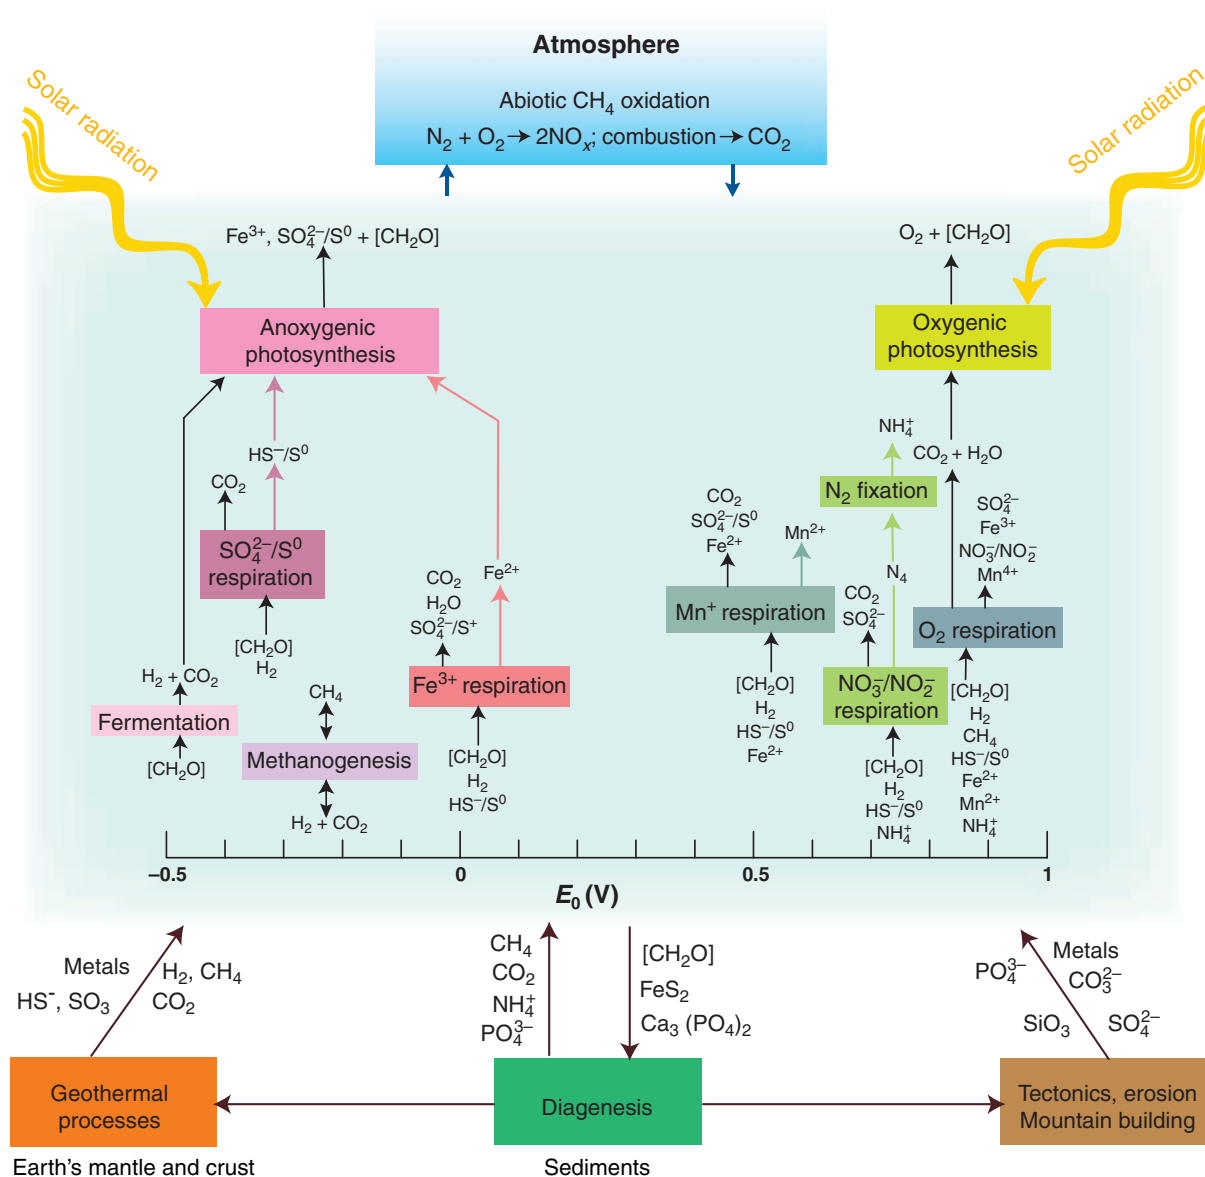 Atmosphere
Abiotic CH₄ oxidation
N₂ + O₂ → 2NOₓ; combustion → CO₂
Solar radiation
Solar radiation
Fe³⁺, SO₄²⁻/S⁰ + [CH₂O]
O₂ + [CH₂O]
Anoxygenic
photosynthesis
Oxygenic
photosynthesis
HS⁻/S⁰
CO₂
SO₄²⁻/S⁰
respiration
[CH₂O]
H₂
H₂ + CO₂
Fermentation
[CH₂O]
CH₄
Methanogenesis
H₂ + CO₂
Fe²⁺
CO₂
H₂O
SO₄²⁻/S⁺
Fe³⁺ respiration
[CH₂O]
H₂
HS⁻/S⁰
CO₂
SO₄²⁻/S⁰
Fe²⁺
Mn²⁺
Mn⁺ respiration
[CH₂O]
H₂
HS⁻/S⁰
Fe²⁺
NH₄⁺
N₂ fixation
N₄
CO₂
SO₄²⁻
NO₃⁻/NO₂⁻
respiration
[CH₂O]
H₂
HS⁻/S⁰
NH₄⁺
CO₂ + H₂O
SO₄²⁻
Fe³⁺
NO₃⁻/NO₂⁻
Mn⁴⁺
O₂ respiration
[CH₂O]
H₂
CH₄
HS⁻/S⁰
Fe²⁺
Mn²⁺
NH₄⁺
−0.5 0 0.5 1
E₀ (V)
Metals
HS⁻, SO₃
H₂, CH₄
CO₂
CH₄
CO₂
NH₄⁺
PO₄³⁻
[CH₂O]
FeS₂
Ca₃ (PO₄)₂
PO₄³⁻
SiO₃
Metals
CO₃²⁻
SO₄²⁻
Geothermal
processes
Diagenesis
Tectonics, erosion
Mountain building
Earth's mantle and crust
Sediments